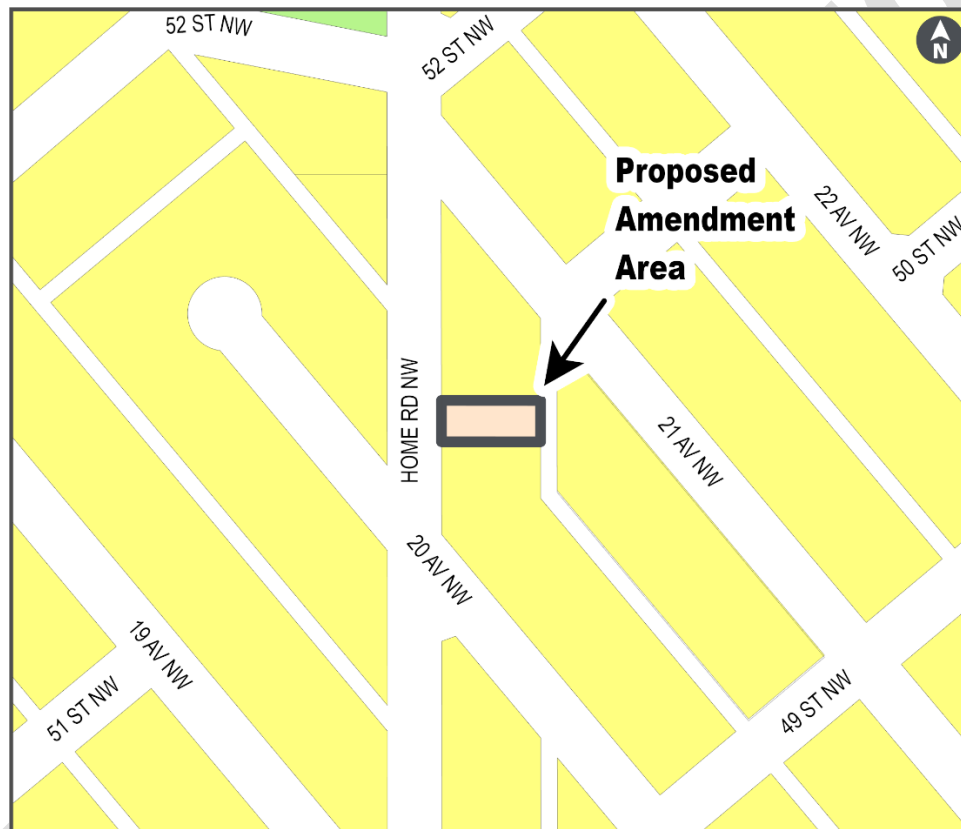 52 ST NW
52 ST NW
N
Proposed
Amendment
Area
22 AV NW
50 ST NW
HOME RD NW
21 AV NW
20 AV NW
19 AV NW
51 ST NW
49 ST NW